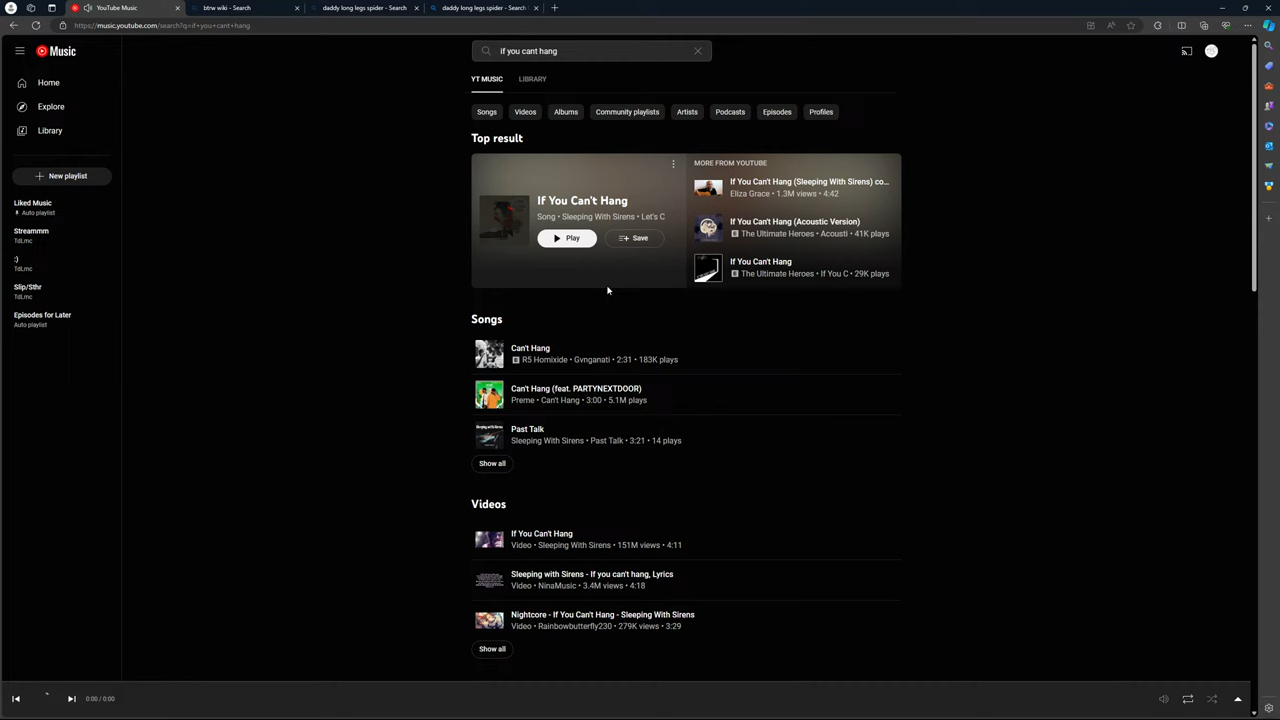 YouTube Music
btrw wiki - Search
daddy long legs spider - Search
daddy long legs spider - Search
https://music.youtube.com/search?q=if+you+cant+hang
Music
if you cant hang
YT MUSIC LIBRARY
Home
Explore
Library
New playlist
Liked Music
Auto playlist
Streammm
TdLmc
:)
TdLmc
Slip/Sthr
TdLmc
Episodes for Later
Auto playlist
Songs Videos Albums Community playlists Artists Podcasts Episodes Profiles
Top result
If You Can't Hang
Song • Sleeping With Sirens • Let's C
Play Save
MORE FROM YOUTUBE
If You Can't Hang (Sleeping With Sirens) co...
Eliza Grace • 1.3M views • 4:42
If You Can't Hang (Acoustic Version)
E The Ultimate Heroes • Acousti • 41K plays
If You Can't Hang
E The Ultimate Heroes • If You C • 29K plays
Songs
Can't Hang
E R5 Homixide • Gvnganati • 2:31 • 183K plays
Can't Hang (feat. PARTYNEXTDOOR)
Preme • Can't Hang • 3:00 • 5.1M plays
Past Talk
Sleeping With Sirens • Past Talk • 3:21 • 14 plays
Show all
Videos
If You Can't Hang
Video • Sleeping With Sirens • 151M views • 4:11
Sleeping with Sirens - If you can't hang, Lyrics
Video • NinaMusic • 3.4M views • 4:18
Nightcore - If You Can't Hang - Sleeping With Sirens
Video • Rainbowbutterfly230 • 279K views • 3:29
Show all
0:00 / 0:00